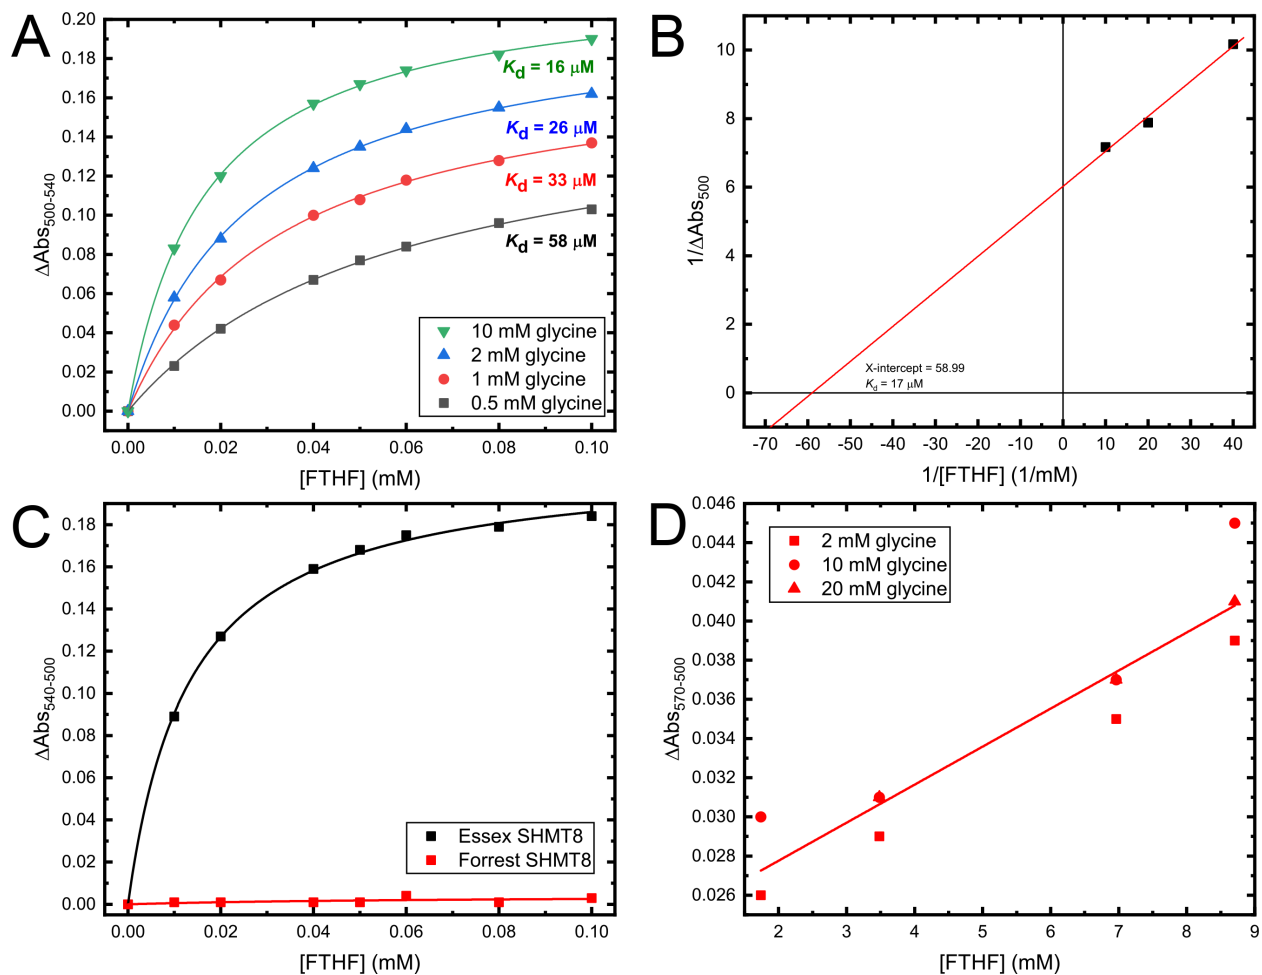 A
0.20
0.18
0.16
0.14
0.12
0.10
0.08
0.06
0.04
0.02
0.00
ΔAbs500-540
Kd = 16 μM
Kd = 26 μM
Kd = 33 μM
Kd = 58 μM
10 mM glycine
2 mM glycine
1 mM glycine
0.5 mM glycine
0.00 0.02 0.04 0.06 0.08 0.10
[FTHF] (mM)
B
10
8
6
4
2
0
1/ΔAbs500
X-intercept = 58.99
Kd = 17 μM
-70 -60 -50 -40 -30 -20 -10 0 10 20 30 40
1/[FTHF] (1/mM)
C
0.18
0.16
0.14
0.12
0.10
0.08
0.06
0.04
0.02
0.00
ΔAbs540-500
Essex SHMT8
Forrest SHMT8
0.00 0.02 0.04 0.06 0.08 0.10
[FTHF] (mM)
D
0.046
0.044
0.042
0.040
0.038
0.036
0.034
0.032
0.030
0.028
0.026
ΔAbs570-500
2 mM glycine
10 mM glycine
20 mM glycine
2 3 4 5 6 7 8 9
[FTHF] (mM)